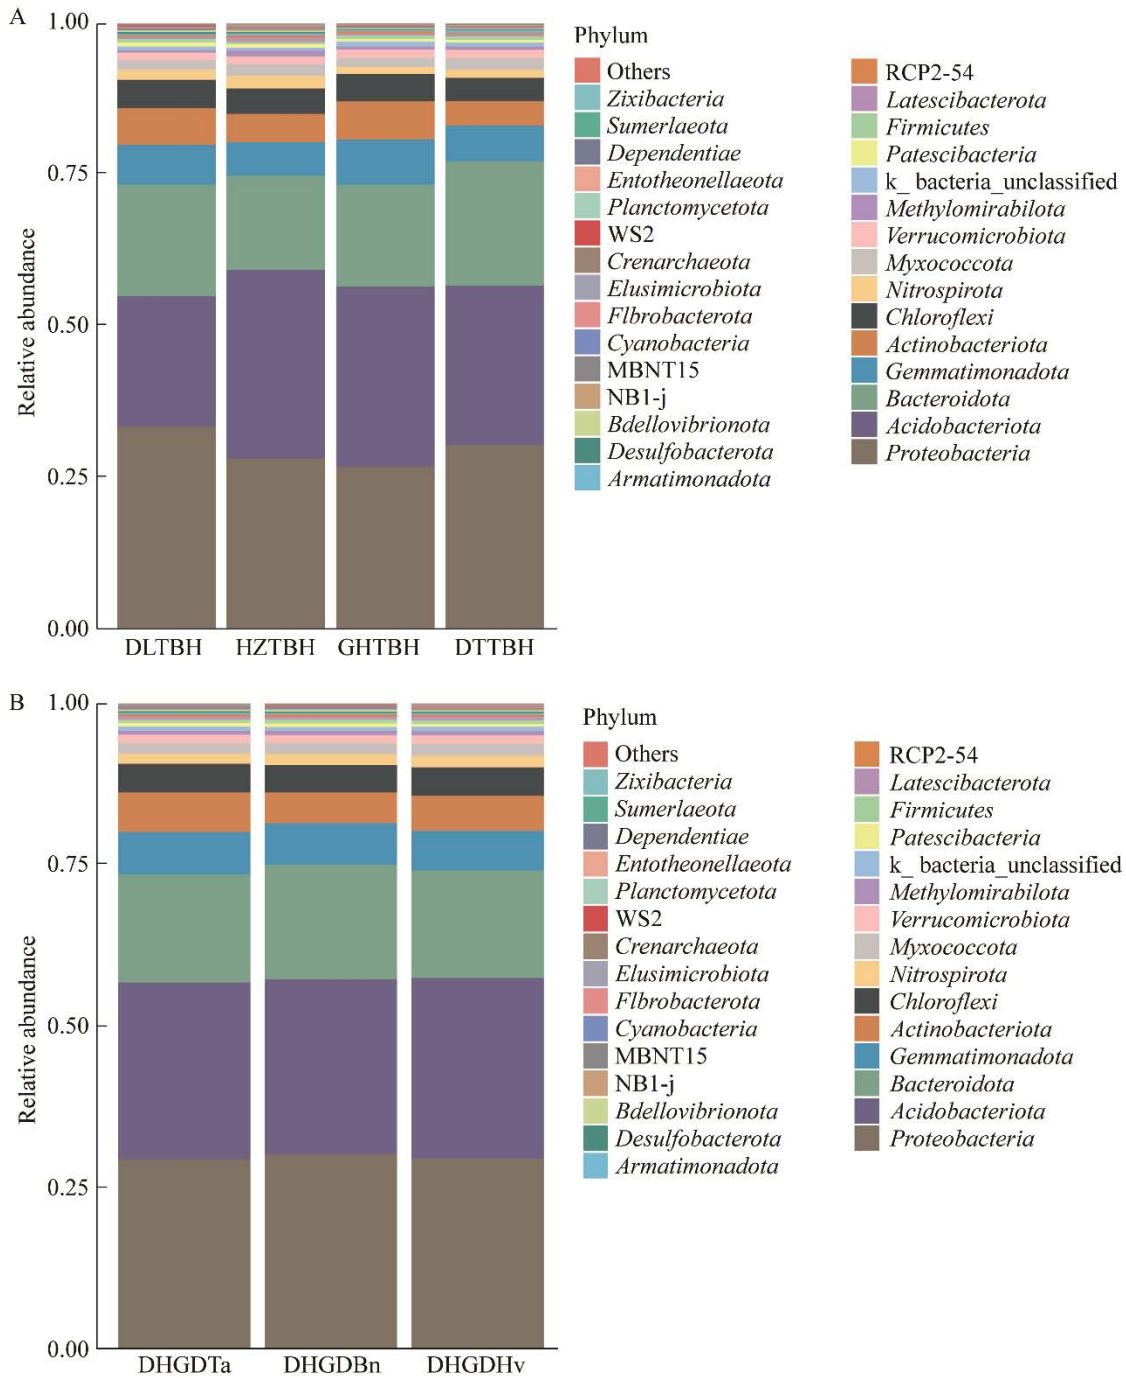 A
1.00
0.75
0.50
0.25
0.00
Relative abundance
DLTBH HZTBH GHTBH DTTBH
Phylum
Others
Zixibacteria
Sumerlaeota
Dependentiae
Entotheonellaeota
Planctomycetota
WS2
Crenarchaeota
Elusimicrobiota
Flbrobacterota
Cyanobacteria
MBNT15
NB1-j
Bdellovibrionota
Desulfobacterota
Armatimonadota
RCP2-54
Latescibacterota
Firmicutes
Patescibacteria
k_ bacteria_unclassified
Methylomirabilota
Verrucomicrobiota
Myxococcota
Nitrospirota
Chloroflexi
Actinobacteriota
Gemmatimonadota
Bacteroidota
Acidobacteriota
Proteobacteria
B
1.00
0.75
0.50
0.25
0.00
Relative abundance
DHGDTa DHGDBn DHGDHv
Phylum
Others
Zixibacteria
Sumerlaeota
Dependentiae
Entotheonellaeota
Planctomycetota
WS2
Crenarchaeota
Elusimicrobiota
Flbrobacterota
Cyanobacteria
MBNT15
NB1-j
Bdellovibrionota
Desulfobacterota
Armatimonadota
RCP2-54
Latescibacterota
Firmicutes
Patescibacteria
k_ bacteria_unclassified
Methylomirabilota
Verrucomicrobiota
Myxococcota
Nitrospirota
Chloroflexi
Actinobacteriota
Gemmatimonadota
Bacteroidota
Acidobacteriota
Proteobacteria